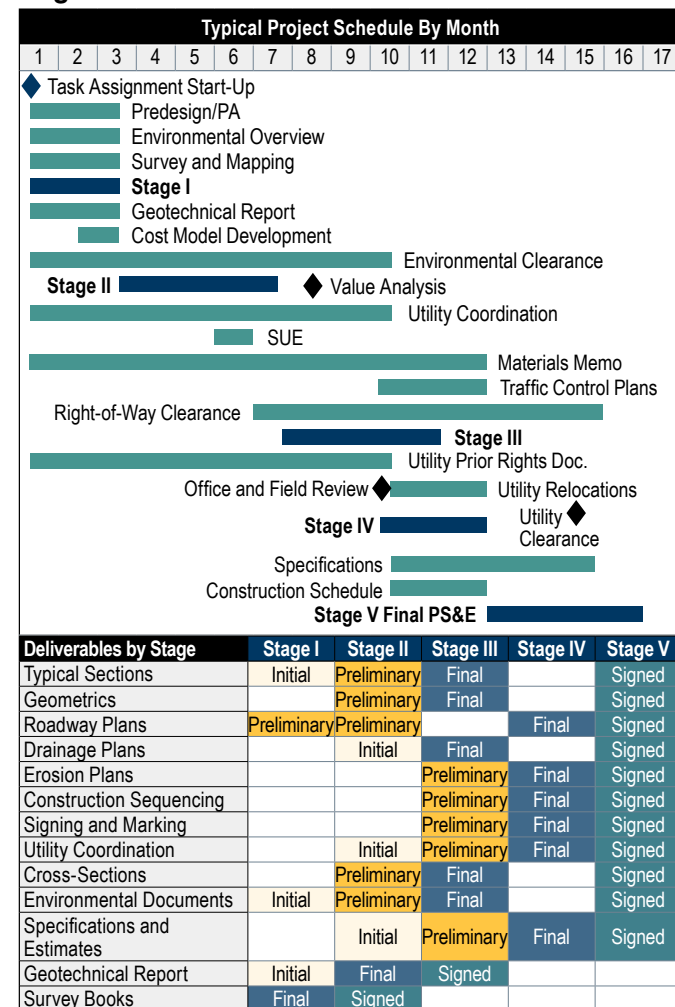 Typical Project Schedule By Month
1 2 3 4 5 6 7 8 9 10 11 12 13 14 15 16 17
Task Assignment Start-Up
Predesign/PA
Environmental Overview
Survey and Mapping
Stage I
Geotechnical Report
Cost Model Development
Environmental Clearance
Stage II Value Analysis
Utility Coordination
SUE
Materials Memo
Traffic Control Plans
Right-of-Way Clearance
Stage III
Utility Prior Rights Doc.
Office and Field Review Utility Relocations
Stage IV Utility
Clearance
Specifications
Construction Schedule
Stage V Final PS&E
Deliverables by Stage Stage I Stage II Stage III Stage IV Stage V
Typical Sections Initial Preliminary Final Signed
Geometrics Preliminary Final Signed
Roadway Plans Preliminary Preliminary Final Signed
Drainage Plans Initial Final Signed
Erosion Plans Preliminary Final Signed
Construction Sequencing Preliminary Final Signed
Signing and Marking Preliminary Final Signed
Utility Coordination Initial Preliminary Final Signed
Cross-Sections Preliminary Final Signed
Environmental Documents Initial Preliminary Final Signed
Specifications and
Estimates Initial Preliminary Final Signed
Geotechnical Report Initial Final Signed
Survey Books Final Signed